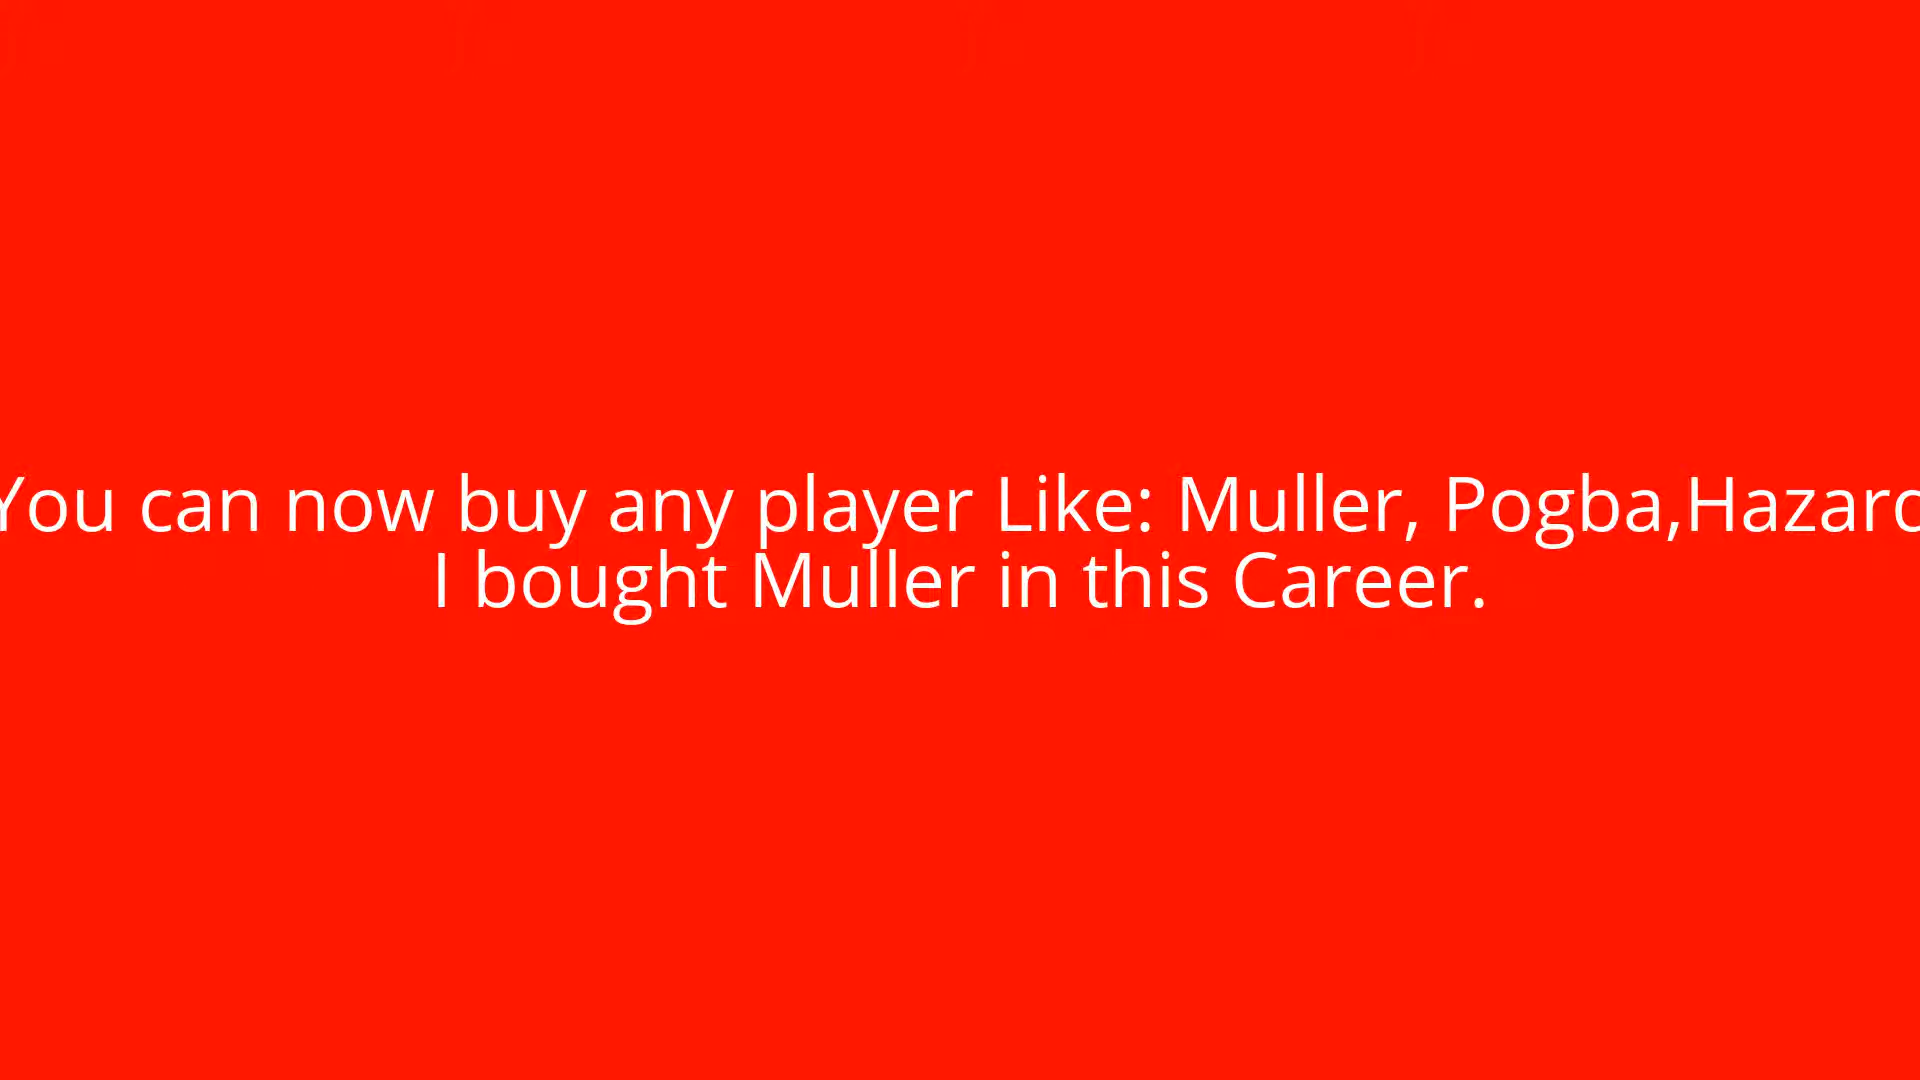 You can now buy any player Like: Muller, Pogba,Hazard
I bought Muller in this Career.